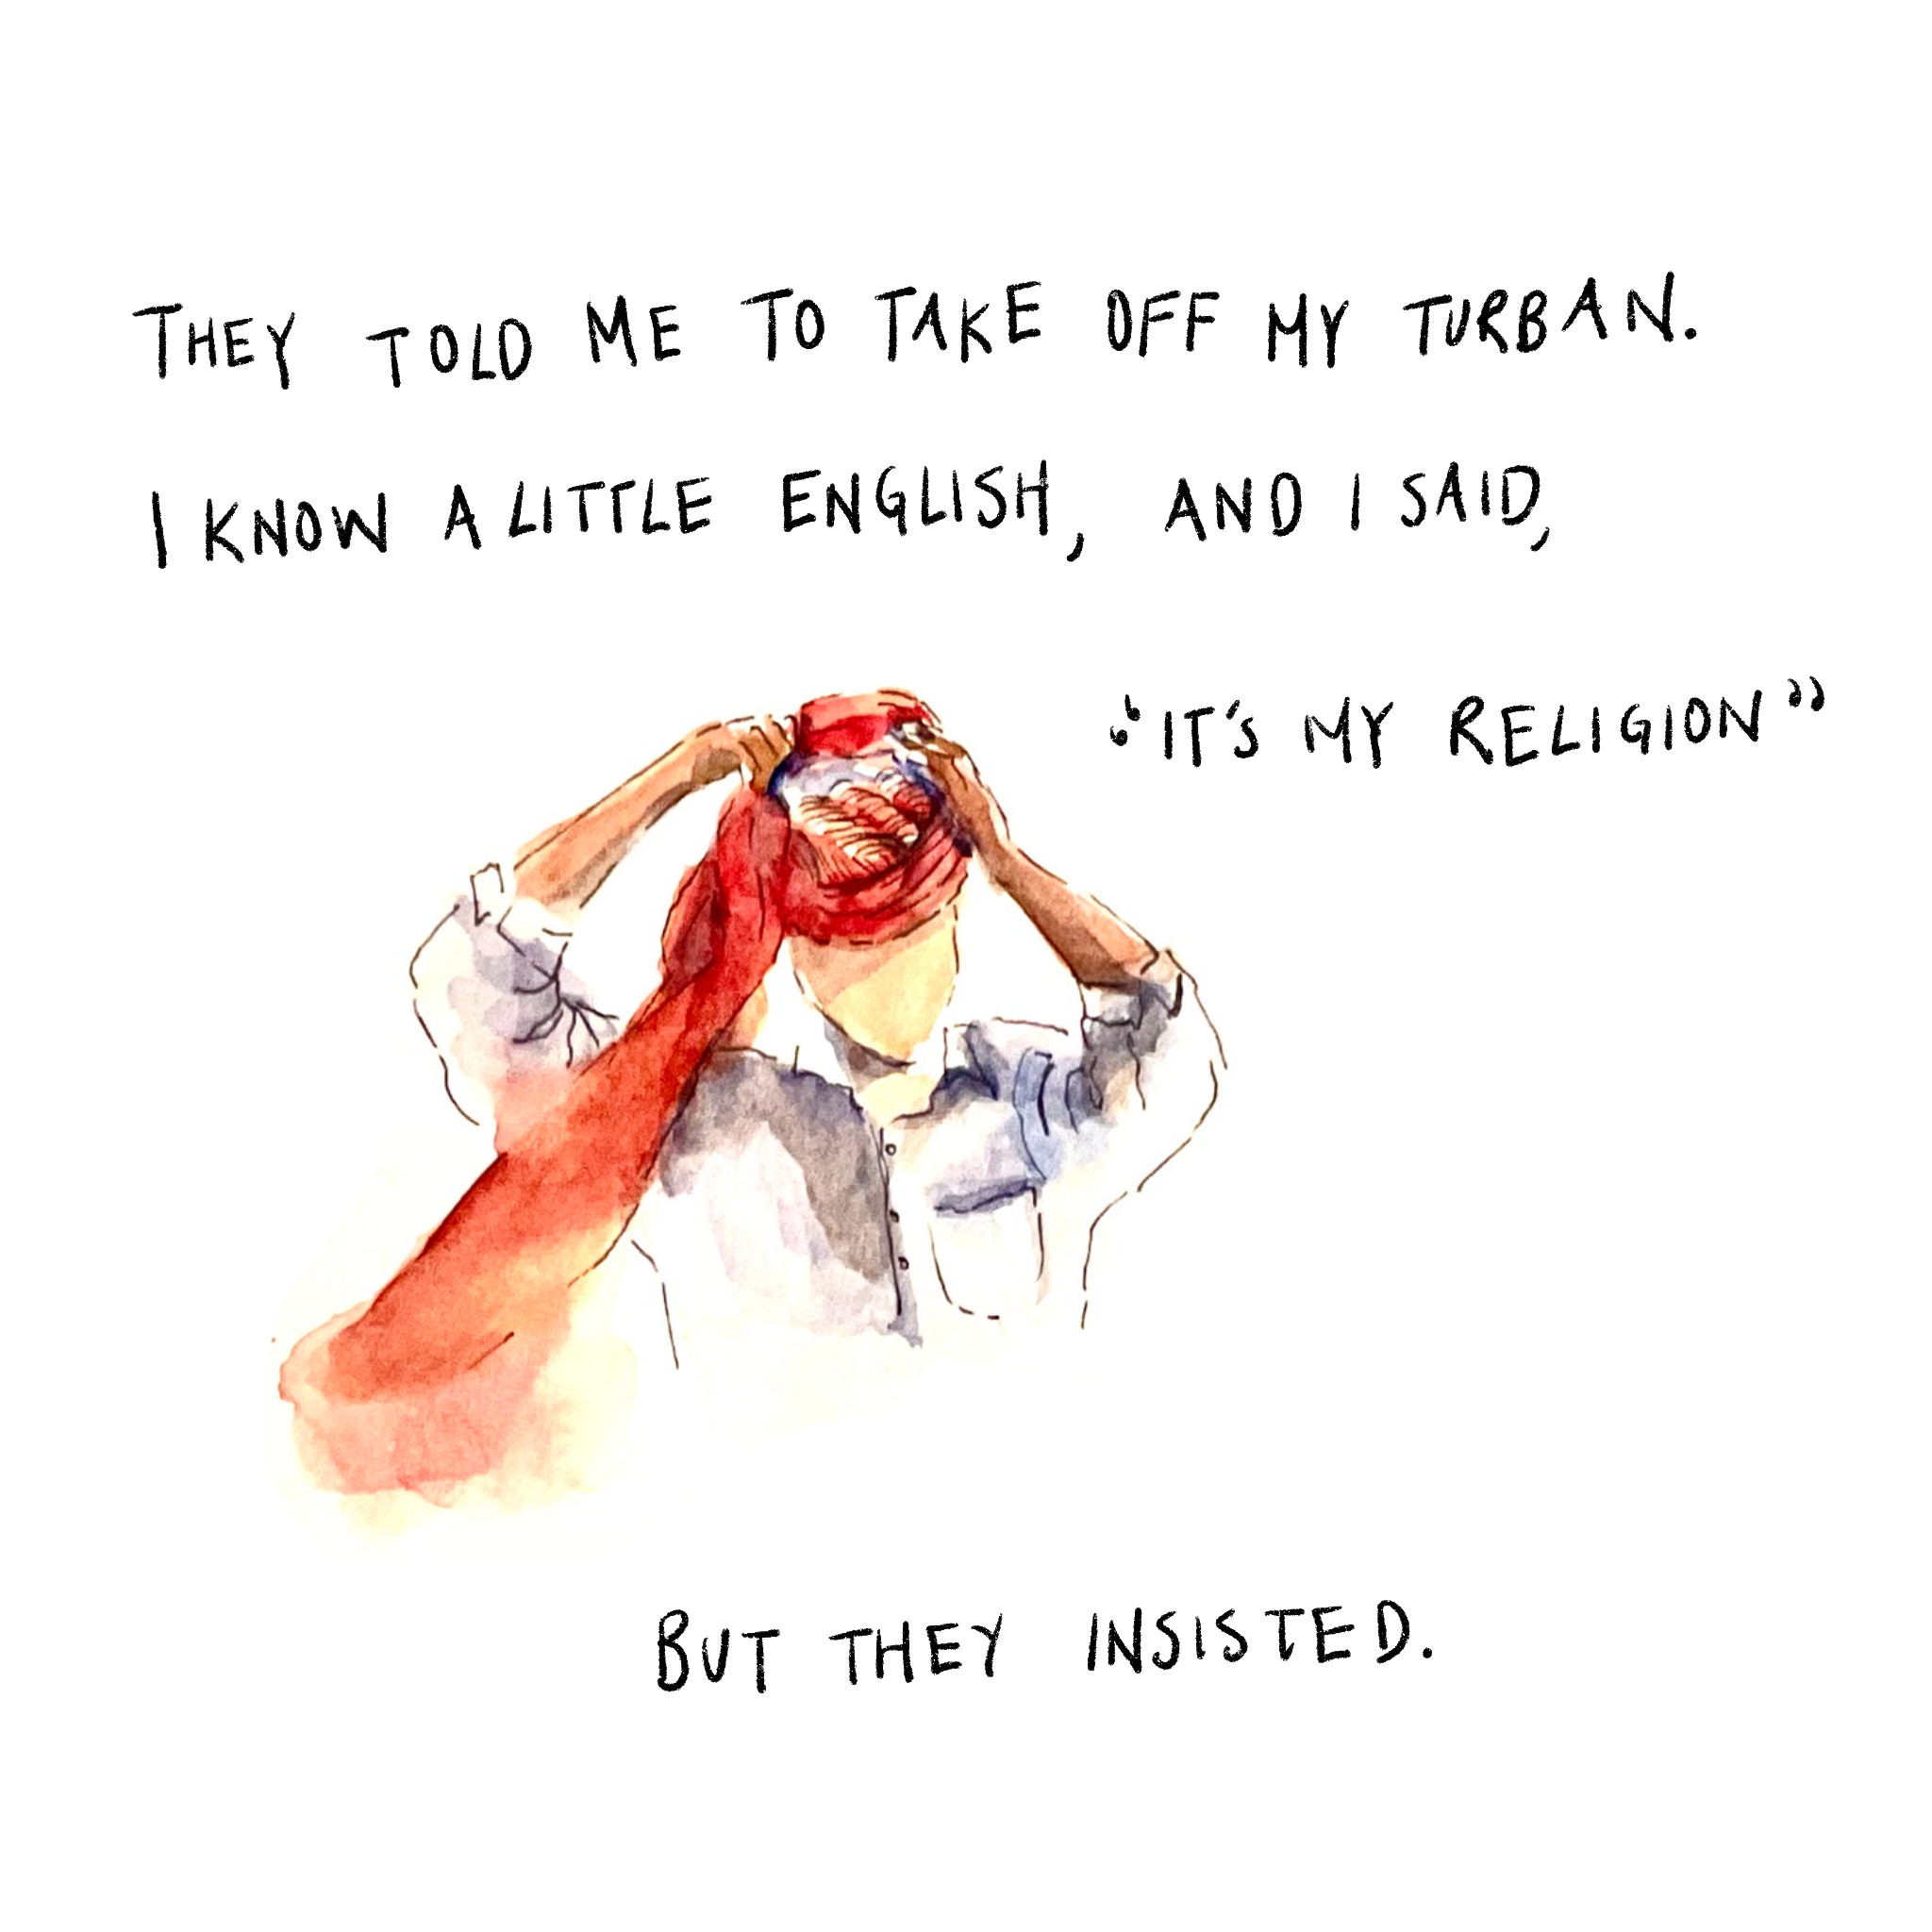 THEY TOLD ME TO TAKE OFF MY TURBAN.
I KNOW A LITTLE ENGLISH, AND I SAID,
“IT'S MY RELIGION”
BUT THEY INSISTED.